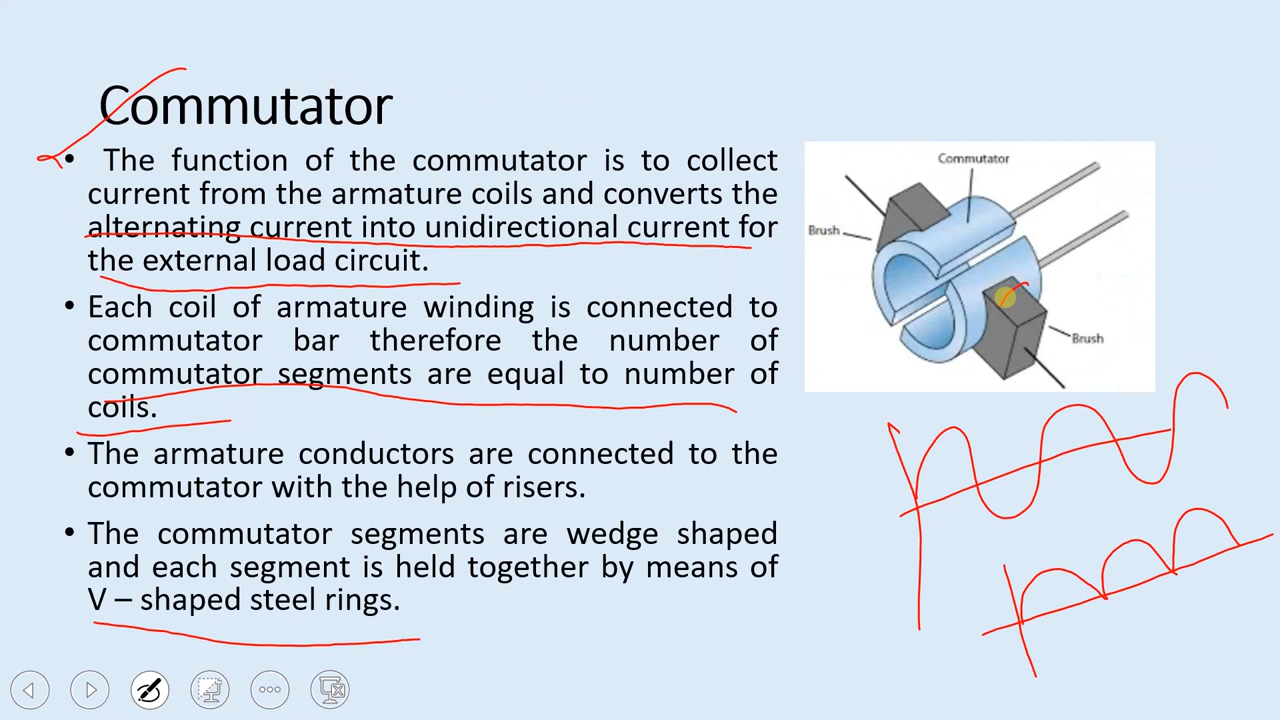 Commutator
• The function of the commutator is to collect
current from the armature coils and converts the
alternating current into unidirectional current for
the external load circuit.
• Each coil of armature winding is connected to
commutator bar therefore the number of
commutator segments are equal to number of
coils.
• The armature conductors are connected to the
commutator with the help of risers.
• The commutator segments are wedge shaped
and each segment is held together by means of
V – shaped steel rings.
Commutator
Brush
Brush